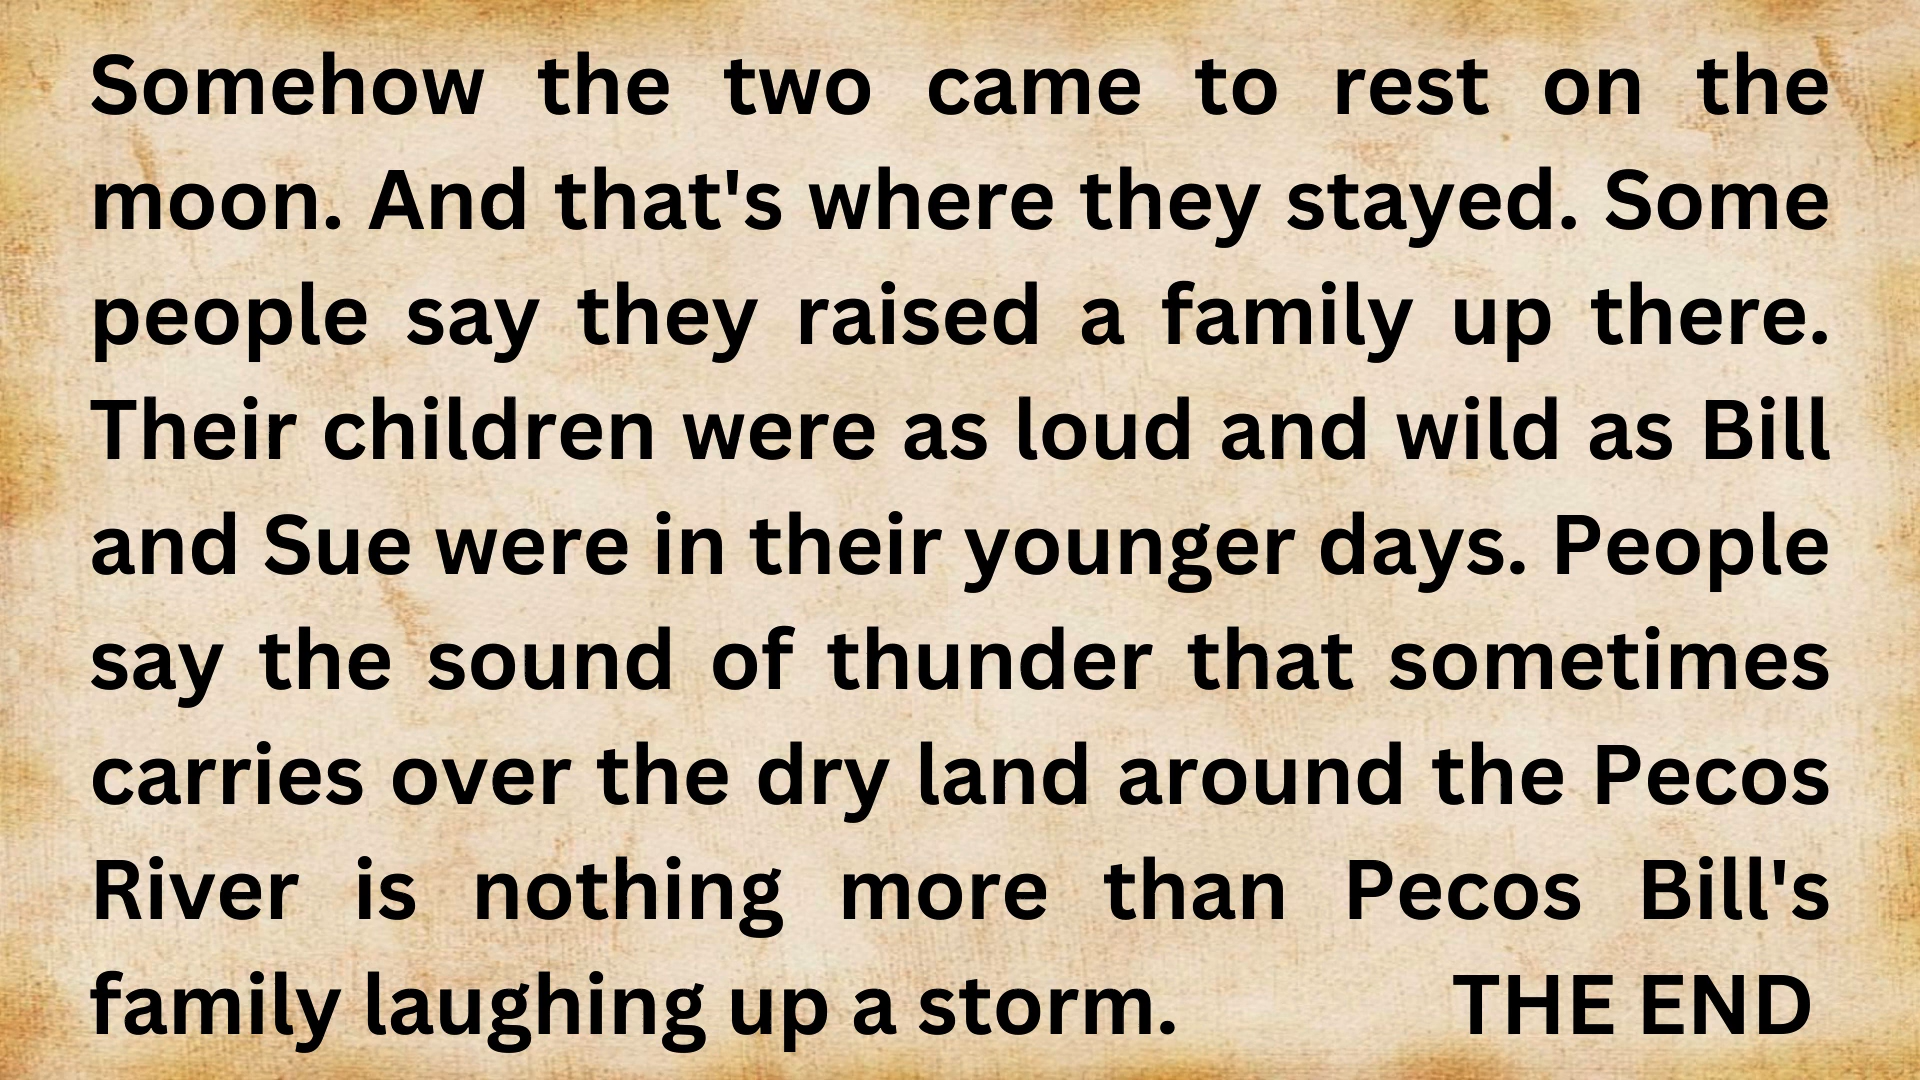 Somehow the two came to rest on the
moon. And that's where they stayed. Some
people say they raised a family up there.
Their children were as loud and wild as Bill
and Sue were in their younger days. People
say the sound of thunder that sometimes
carries over the dry land around the Pecos
River is nothing more than Pecos Bill's
family laughing up a storm. THE END